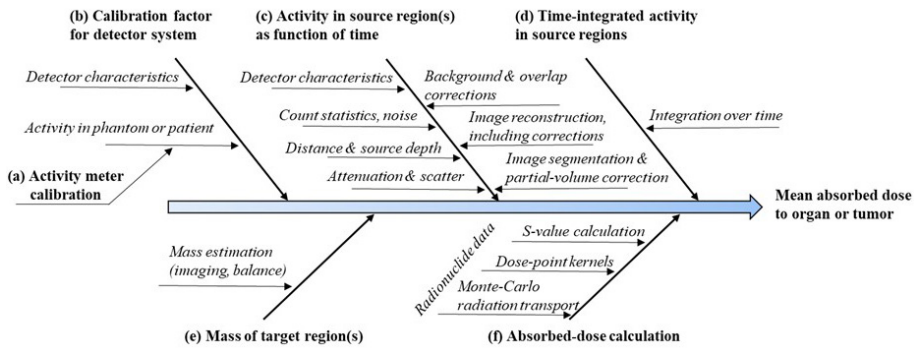 (b) Calibration factor
for detector system
(c) Activity in source region(s)
as function of time
(d) Time-integrated activity
in source regions
Detector characteristics
Activity in phantom or patient
(a) Activity meter
calibration
Detector characteristics
Count statistics, noise
Distance & source depth
Attenuation & scatter
Background & overlap
corrections
Image reconstruction,
including corrections
Image segmentation &
partial-volume correction
Integration over time
Mean absorbed dose
to organ or tumor
Mass estimation
(imaging, balance)
(e) Mass of target region(s)
Radionuclide data
S-value calculation
Dose-point kernels
Monte-Carlo
radiation transport
(f) Absorbed-dose calculation